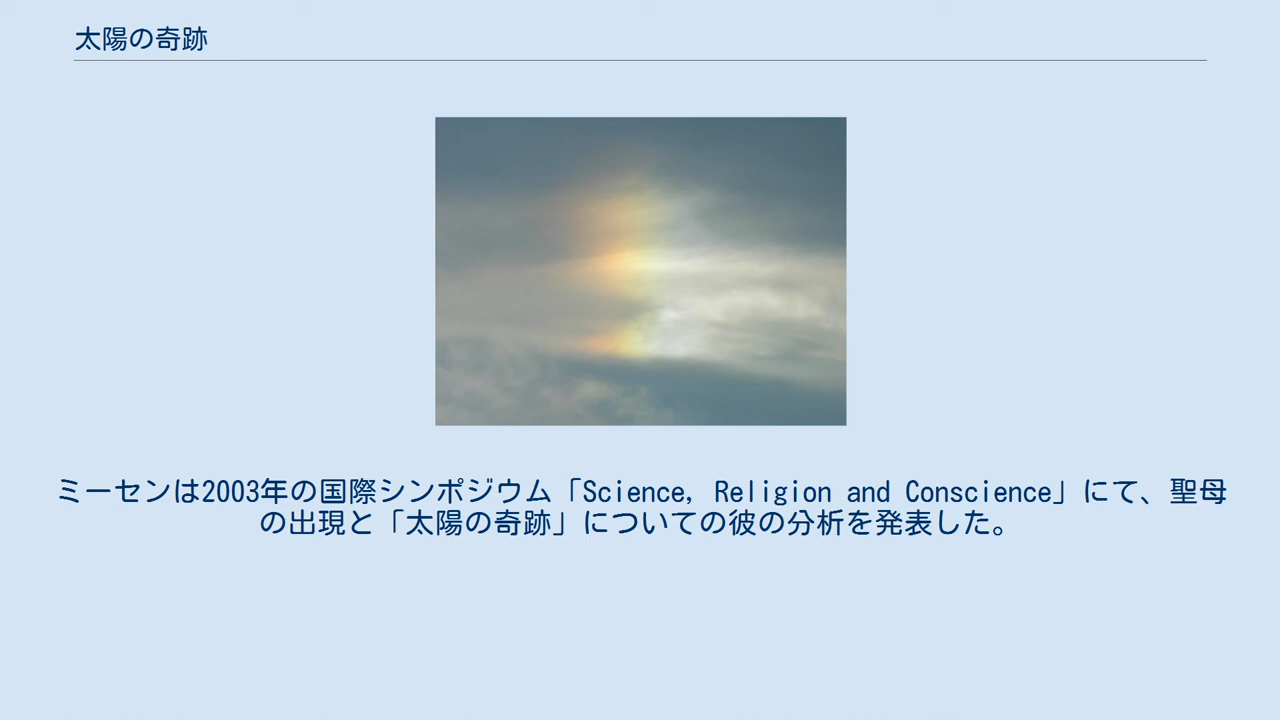 太陽の奇跡
ミーセンは2003年の国際シンポジウム「Science, Religion and Conscience」にて、聖母
の出現と「太陽の奇跡」についての彼の分析を発表した。